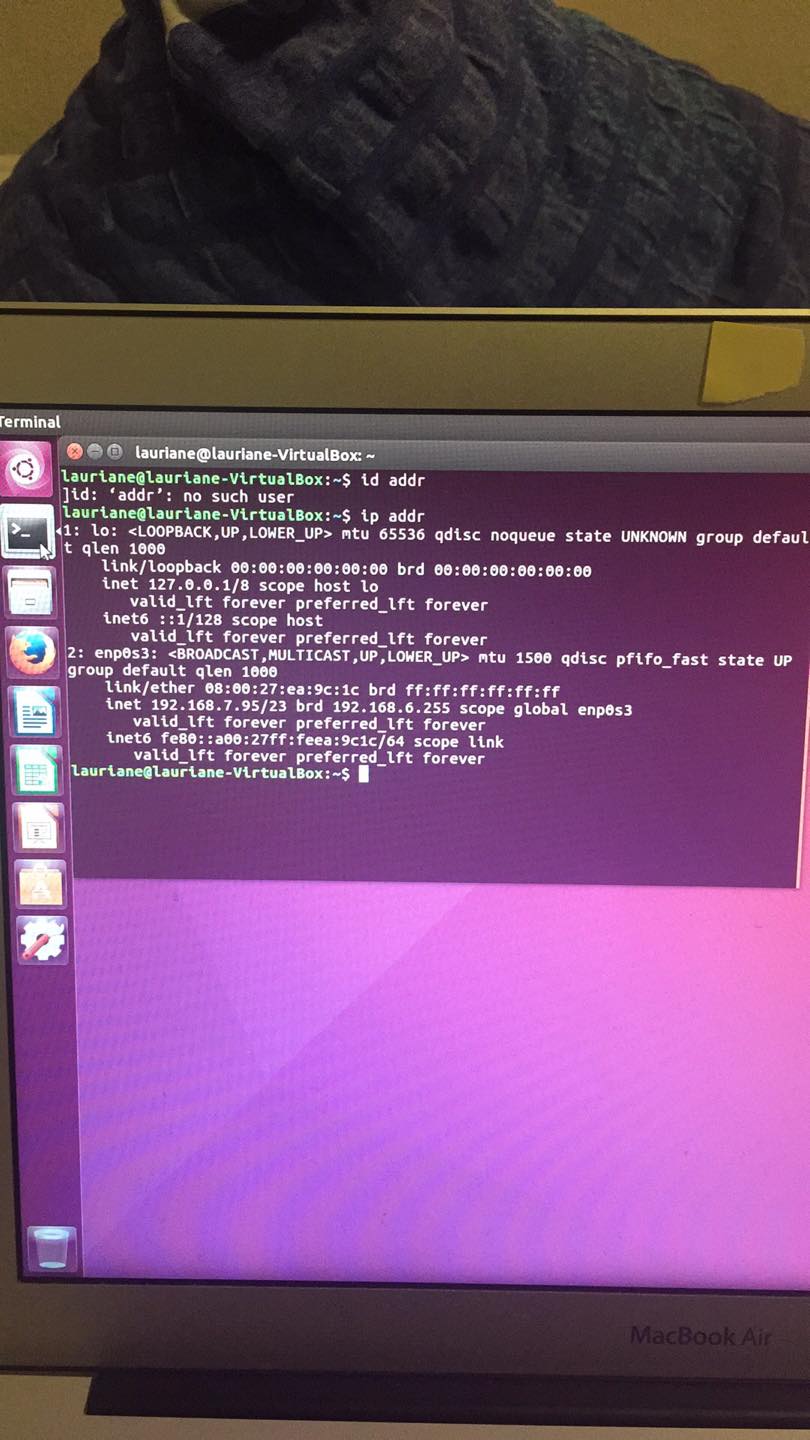 Terminal
lauriane@lauriane-VirtualBox: ~
lauriane@lauriane-VirtualBox:~$ id addr
]id: ‘addr’: no such user
lauriane@lauriane-VirtualBox:~$ ip addr
1: lo: <LOOPBACK,UP,LOWER_UP> mtu 65536 qdisc noqueue state UNKNOWN group defaul
t qlen 1000
link/loopback 00:00:00:00:00:00 brd 00:00:00:00:00:00
inet 127.0.0.1/8 scope host lo
valid_lft forever preferred_lft forever
inet6 ::1/128 scope host
valid_lft forever preferred_lft forever
2: enp0s3: <BROADCAST,MULTICAST,UP,LOWER_UP> mtu 1500 qdisc pfifo_fast state UP
group default qlen 1000
link/ether 08:00:27:ea:9c:1c brd ff:ff:ff:ff:ff:ff
inet 192.168.7.95/23 brd 192.168.6.255 scope global enp0s3
valid_lft forever preferred_lft forever
inet6 fe80::a00:27ff:feea:9c1c/64 scope link
valid_lft forever preferred_lft forever
lauriane@lauriane-VirtualBox:~$
MacBook Air